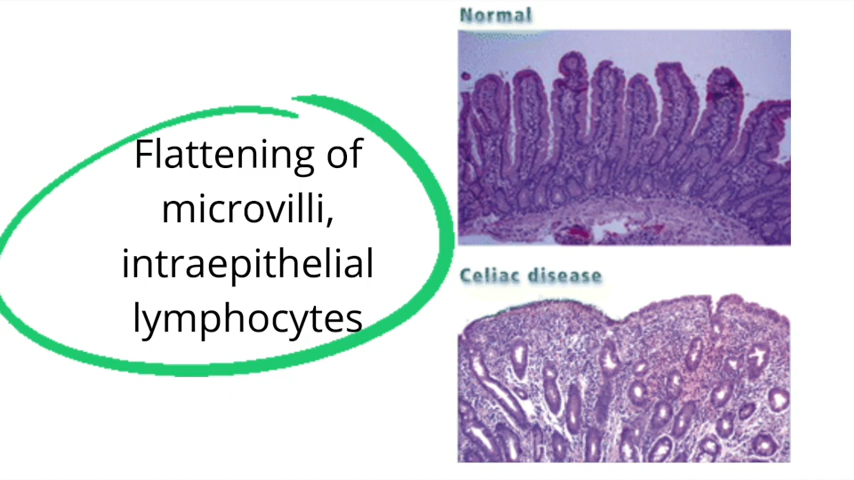 Normal
Flattening of
microvilli,
intraepithelial
lymphocytes
Celiac disease